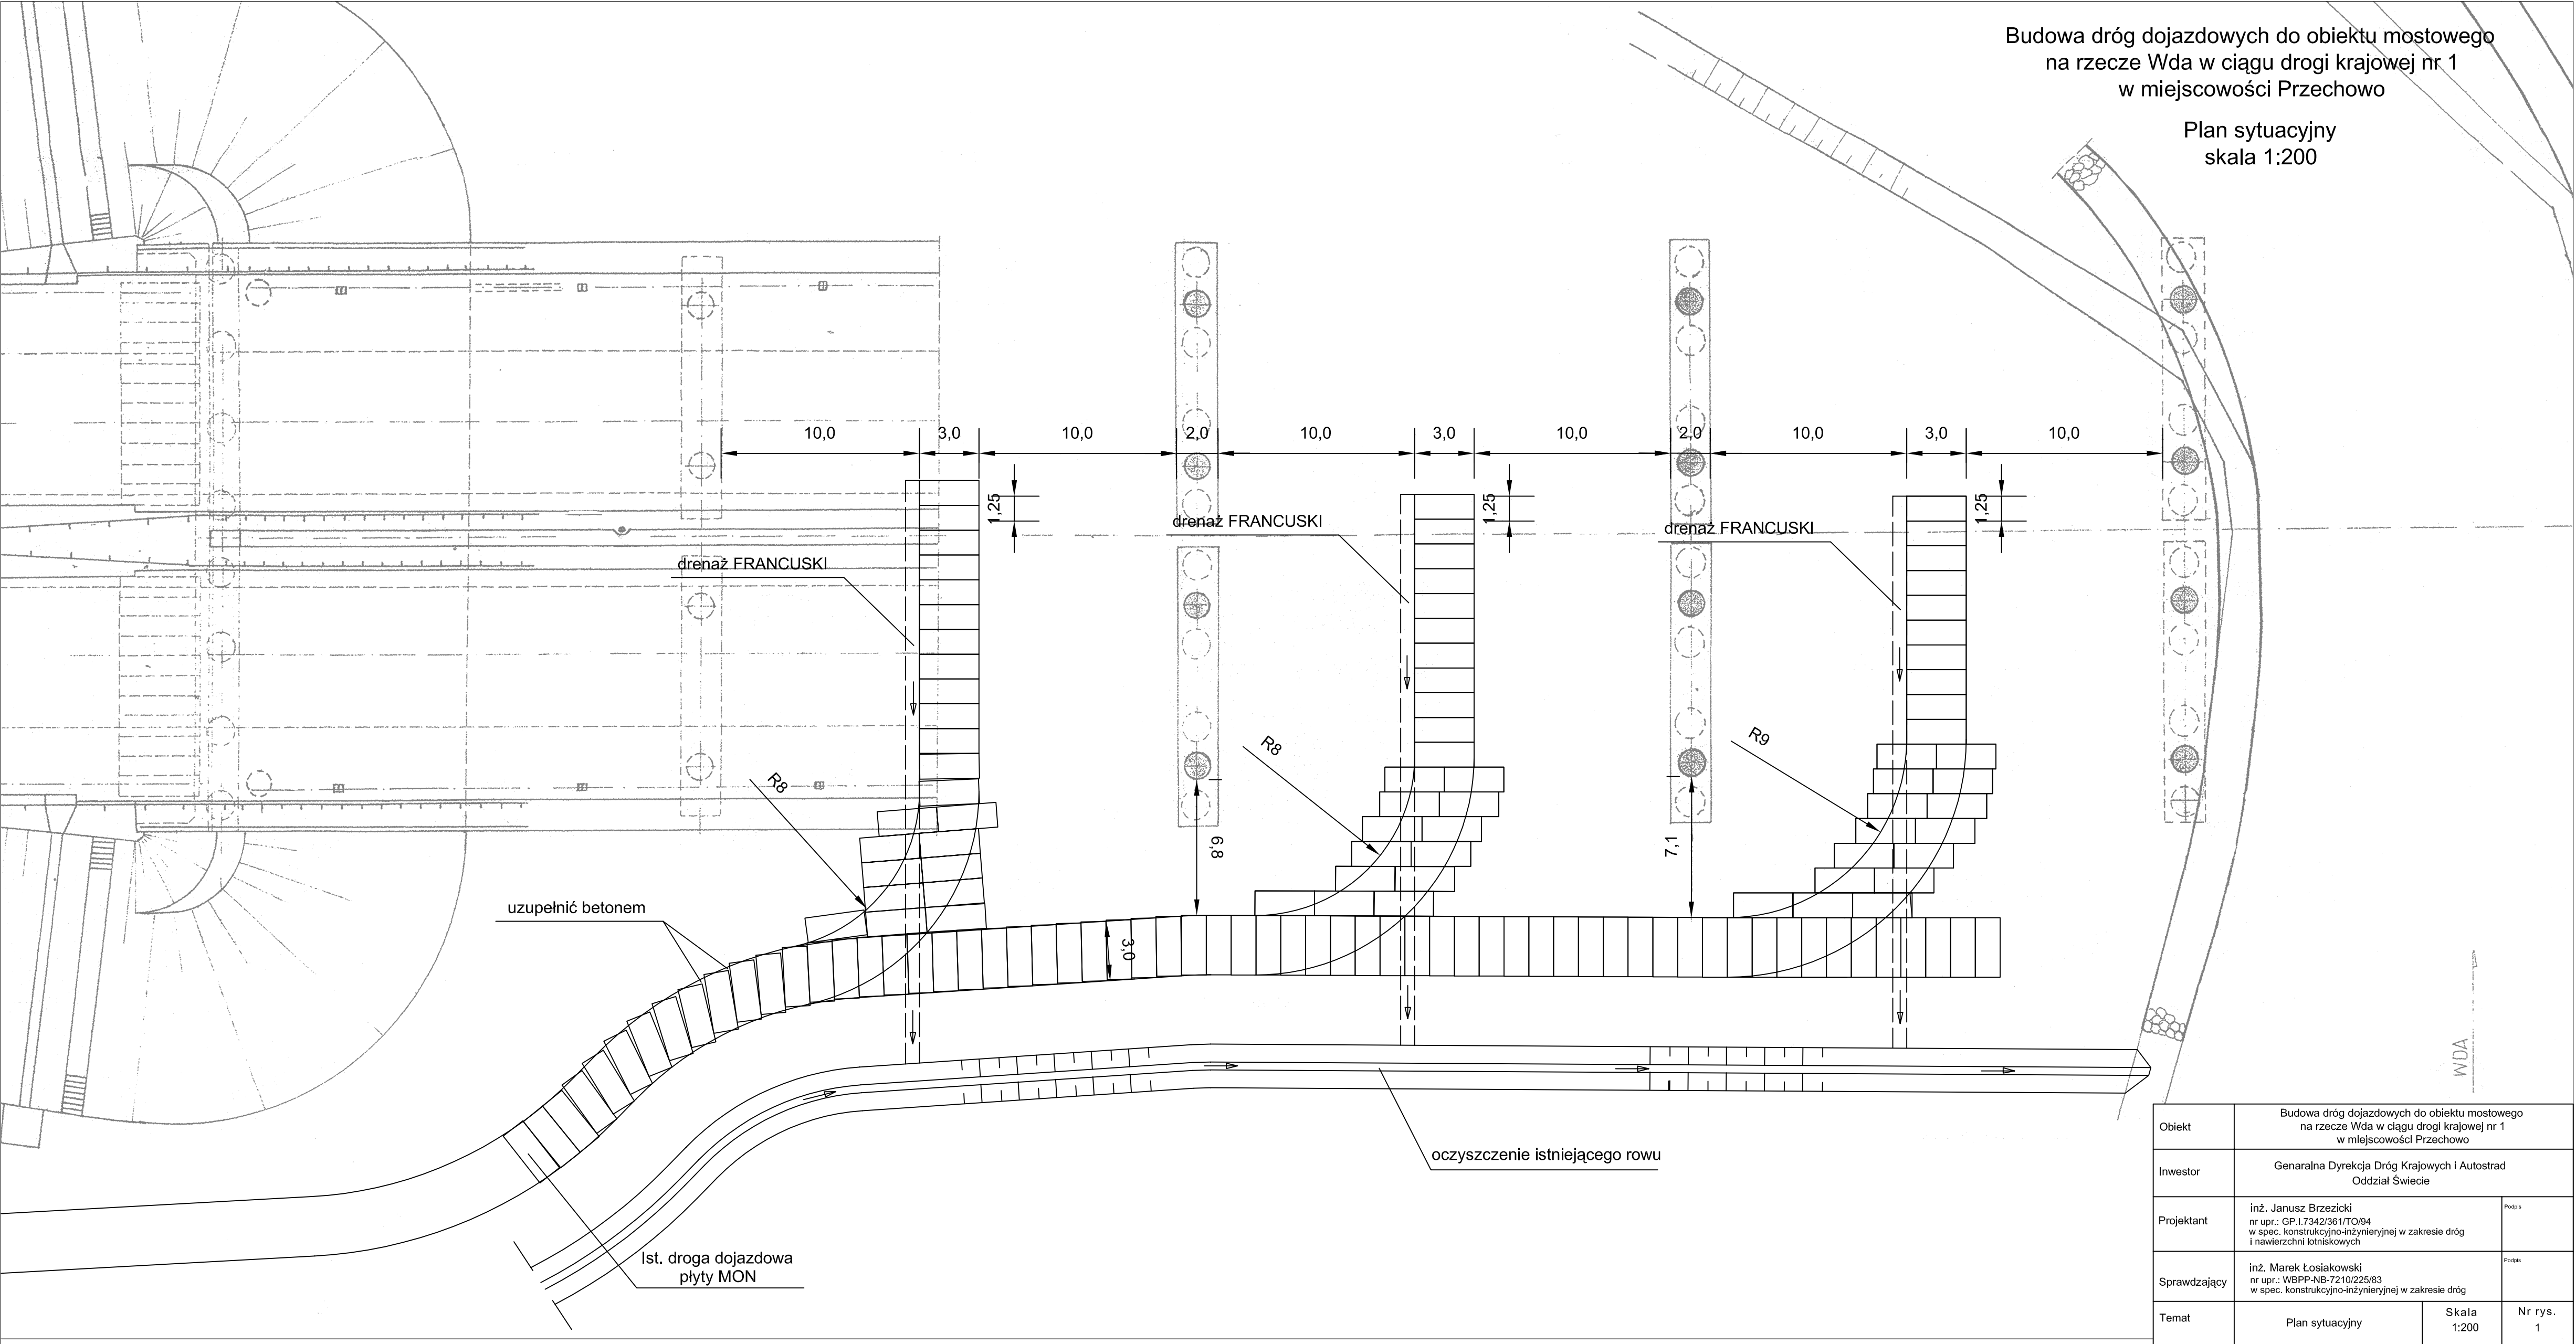 Budowa dróg dojazdowych do obiektu mostowego
na rzecze Wda w ciągu drogi krajowej nr 1
w miejscowości Przechowo
Plan sytuacyjny
skala 1:200
10,0
3,0
10,0
2,0
10,0
3,0
10,0
2,0
10,0
3,0
10,0
1,25
1,25
1,25
drenaż FRANCUSKI
drenaż FRANCUSKI
drenaż FRANCUSKI
R8
R8
R9
6,8
7,1
uzupełnić betonem
3,0
WDA
oczyszczenie istniejącego rowu
Ist. droga dojazdowa
płyty MON
Obiekt
Budowa dróg dojazdowych do obiektu mostowego
na rzecze Wda w ciągu drogi krajowej nr 1
w miejscowości Przechowo
Inwestor
Genaralna Dyrekcja Dróg Krajowych i Autostrad
Oddział Świecie
Projektant
inż. Janusz Brzezicki
nr upr.: GP.I.7342/361/TO/94
w spec. konstrukcyjno-inżynieryjnej w zakresie dróg
i nawierzchni lotniskowych
Podpis
Sprawdzający
inż. Marek Łosiakowski
nr upr.: WBPP-NB-7210/225/83
w spec. konstrukcyjno-inżynieryjnej w zakresie dróg
Podpis
Temat
Plan sytuacyjny
Skala
1:200
Nr rys.
1